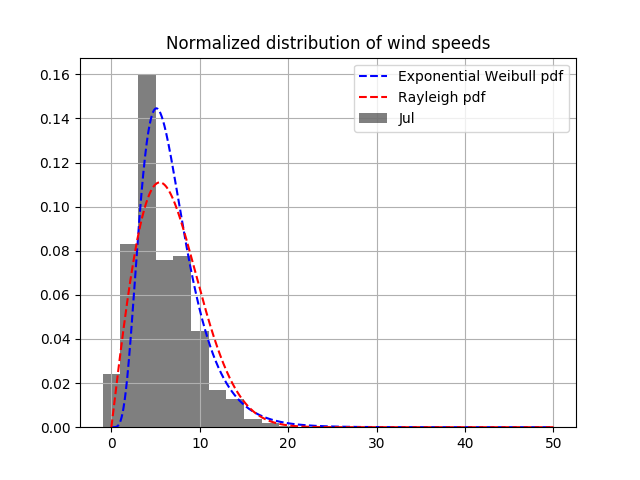 Normalized distribution of wind speeds
Exponential Weibull pdf
Rayleigh pdf
Jul
0.16
0.14
0.12
0.10
0.08
0.06
0.04
0.02
0.00
0 10 20 30 40 50